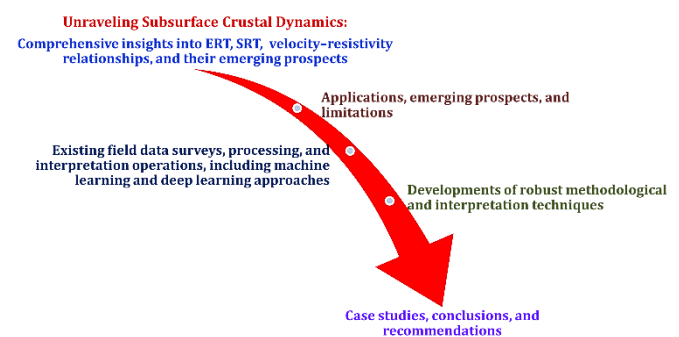 Unraveling Subsurface Crustal Dynamics:
Comprehensive insights into ERT, SRT, velocity–resistivity
relationships, and their emerging prospects
Applications, emerging prospects, and
limitations
Existing field data surveys, processing, and
interpretation operations, including machine
learning and deep learning approaches
Developments of robust methodological
and interpretation techniques
Case studies, conclusions, and
recommendations